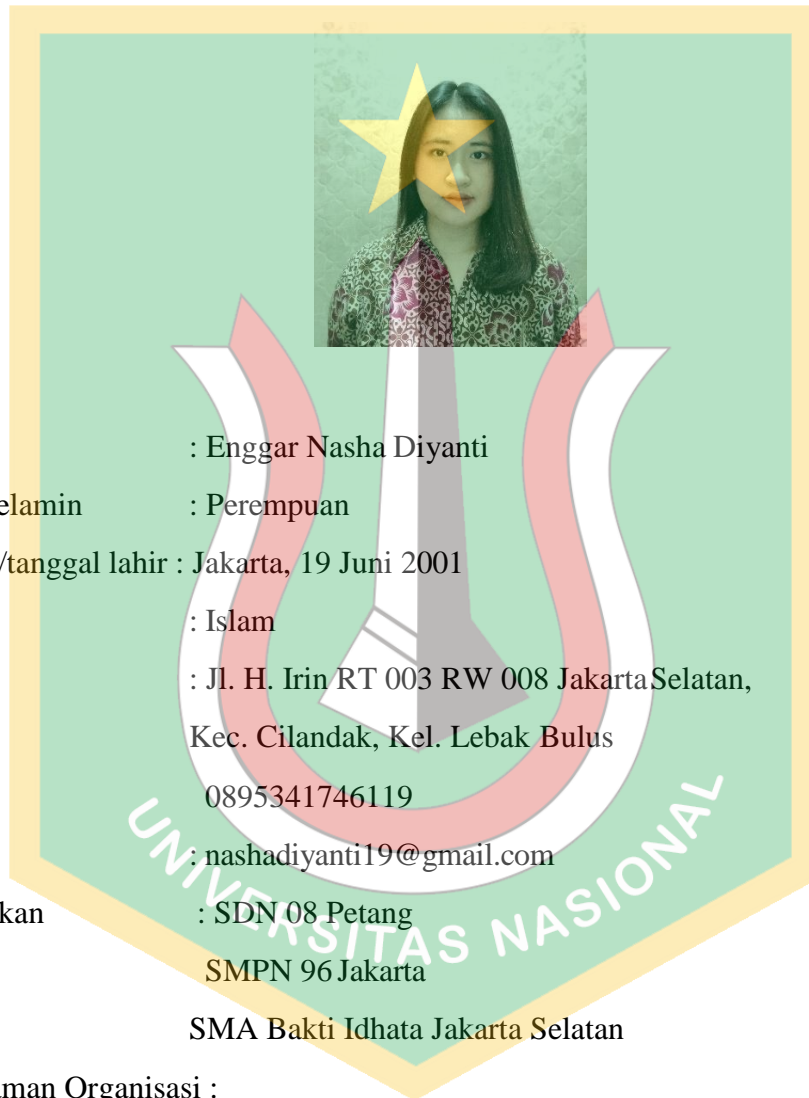 : Enggar Nasha Diyanti
elamin : Perempuan
/tanggal lahir : Jakarta, 19 Juni 2001
: Islam
: Jl. H. Irin RT 003 RW 008 Jakarta Selatan,
Kec. Cilandak, Kel. Lebak Bulus
0895341746119
: nashadiyanti19@gmail.com
kan : SDN 08 Petang
SMPN 96 Jakarta
SMA Bakti Idhata Jakarta Selatan
aman Organisasi :
UNIVERSITAS NASIONAL